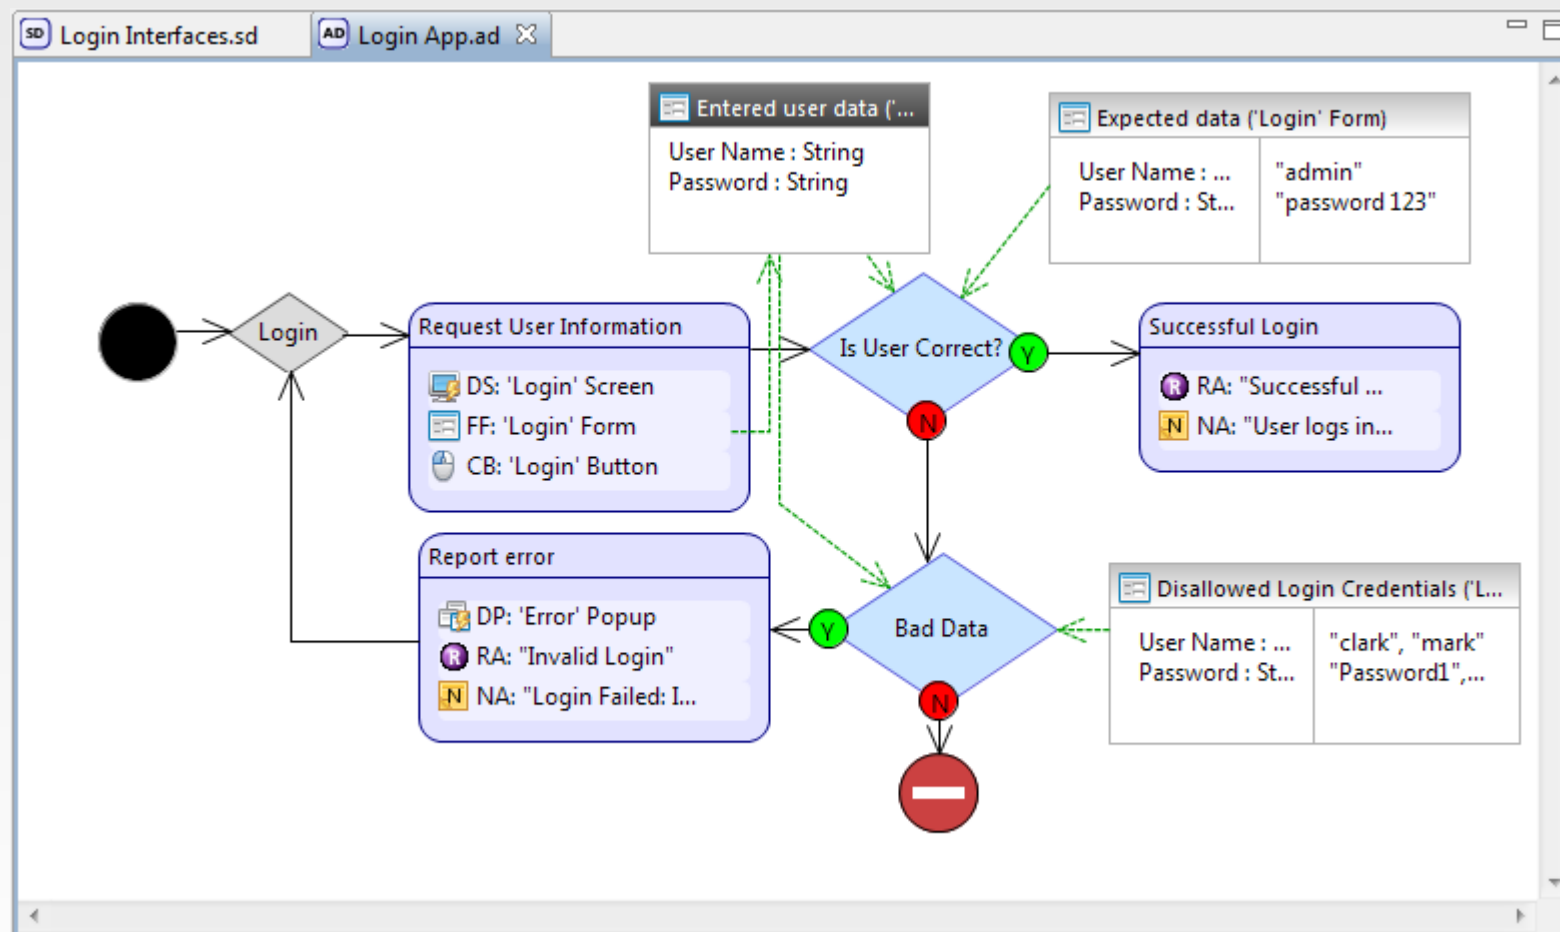 SD Login Interfaces.sd
AD Login App.ad
Entered user data ('...
User Name : String
Password : String
Expected data ('Login' Form)
User Name : ... "admin"
Password : St... "password 123"
Login
Request User Information
DS: 'Login' Screen
FF: 'Login' Form
CB: 'Login' Button
Is User Correct?
Y
N
Successful Login
R RA: "Successful ...
N NA: "User logs in...
Report error
DP: 'Error' Popup
R RA: "Invalid Login"
N NA: "Login Failed: I...
Y
Bad Data
N
Disallowed Login Credentials ('L...
User Name : ... "clark", "mark"
Password : St... "Password1",...